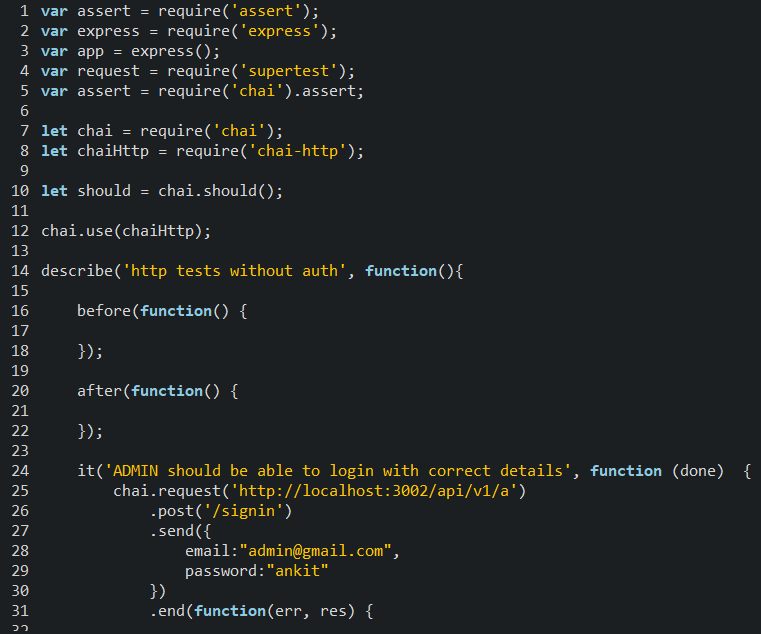 1 var assert = require('assert');
2 var express = require('express');
3 var app = express();
4 var request = require('supertest');
5 var assert = require('chai').assert;
6
7 let chai = require('chai');
8 let chaiHttp = require('chai-http');
9
10 let should = chai.should();
11
12 chai.use(chaiHttp);
13
14 describe('http tests without auth', function(){
15
16     before(function() {
17
18     });
19
20     after(function() {
21
22     });
23
24     it('ADMIN should be able to login with correct details', function (done)  {
25         chai.request('http://localhost:3002/api/v1/a')
26             .post('/signin')
27             .send({
28                 email:"admin@gmail.com",
29                 password:"ankit"
30             })
31             .end(function(err, res) {
32